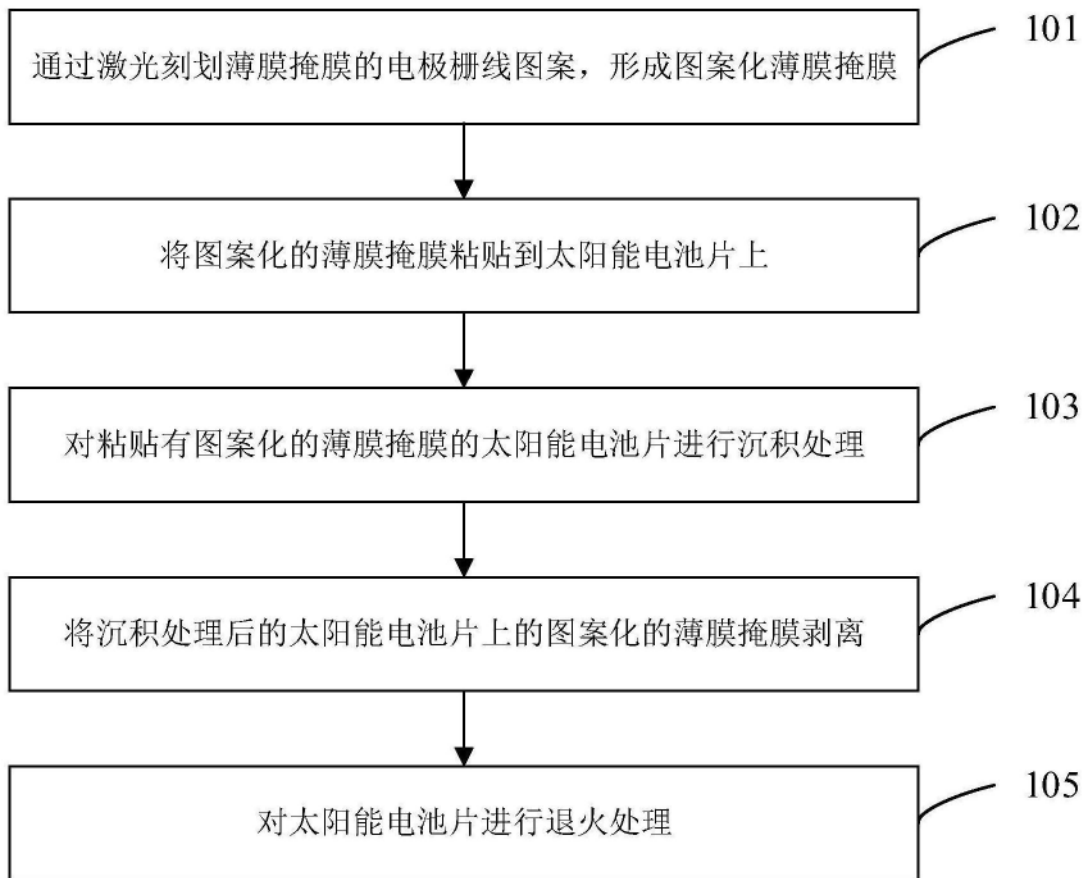 101
通过激光刻划薄膜掩膜的电极栅线图案，形成图案化薄膜掩膜
102
将图案化的薄膜掩膜粘贴到太阳能电池片上
103
对粘贴有图案化的薄膜掩膜的太阳能电池片进行沉积处理
104
将沉积处理后的太阳能电池片上的图案化的薄膜掩膜剥离
105
对太阳能电池片进行退火处理